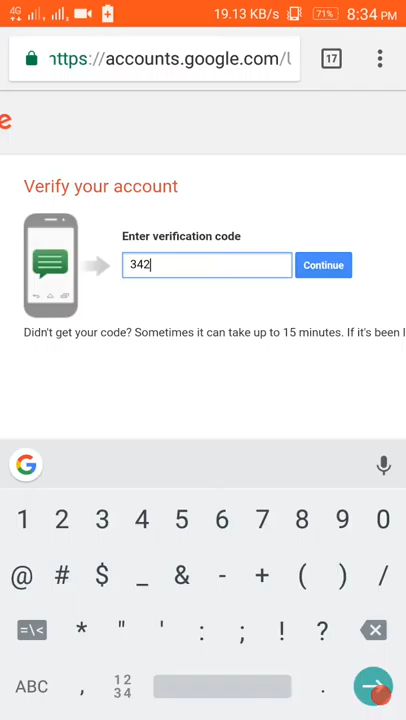 4G 19.13 KB/s 71% 8:34 PM
https://accounts.google.com/ 17
e
Verify your account
Enter verification code
342 Continue
Didn't get your code? Sometimes it can take up to 15 minutes. If it's been
G
1 2 3 4 5 6 7 8 9 0
@ # $ _ & - + ( ) /
=\< * " ' : ; ! ?
ABC , 12 34 .